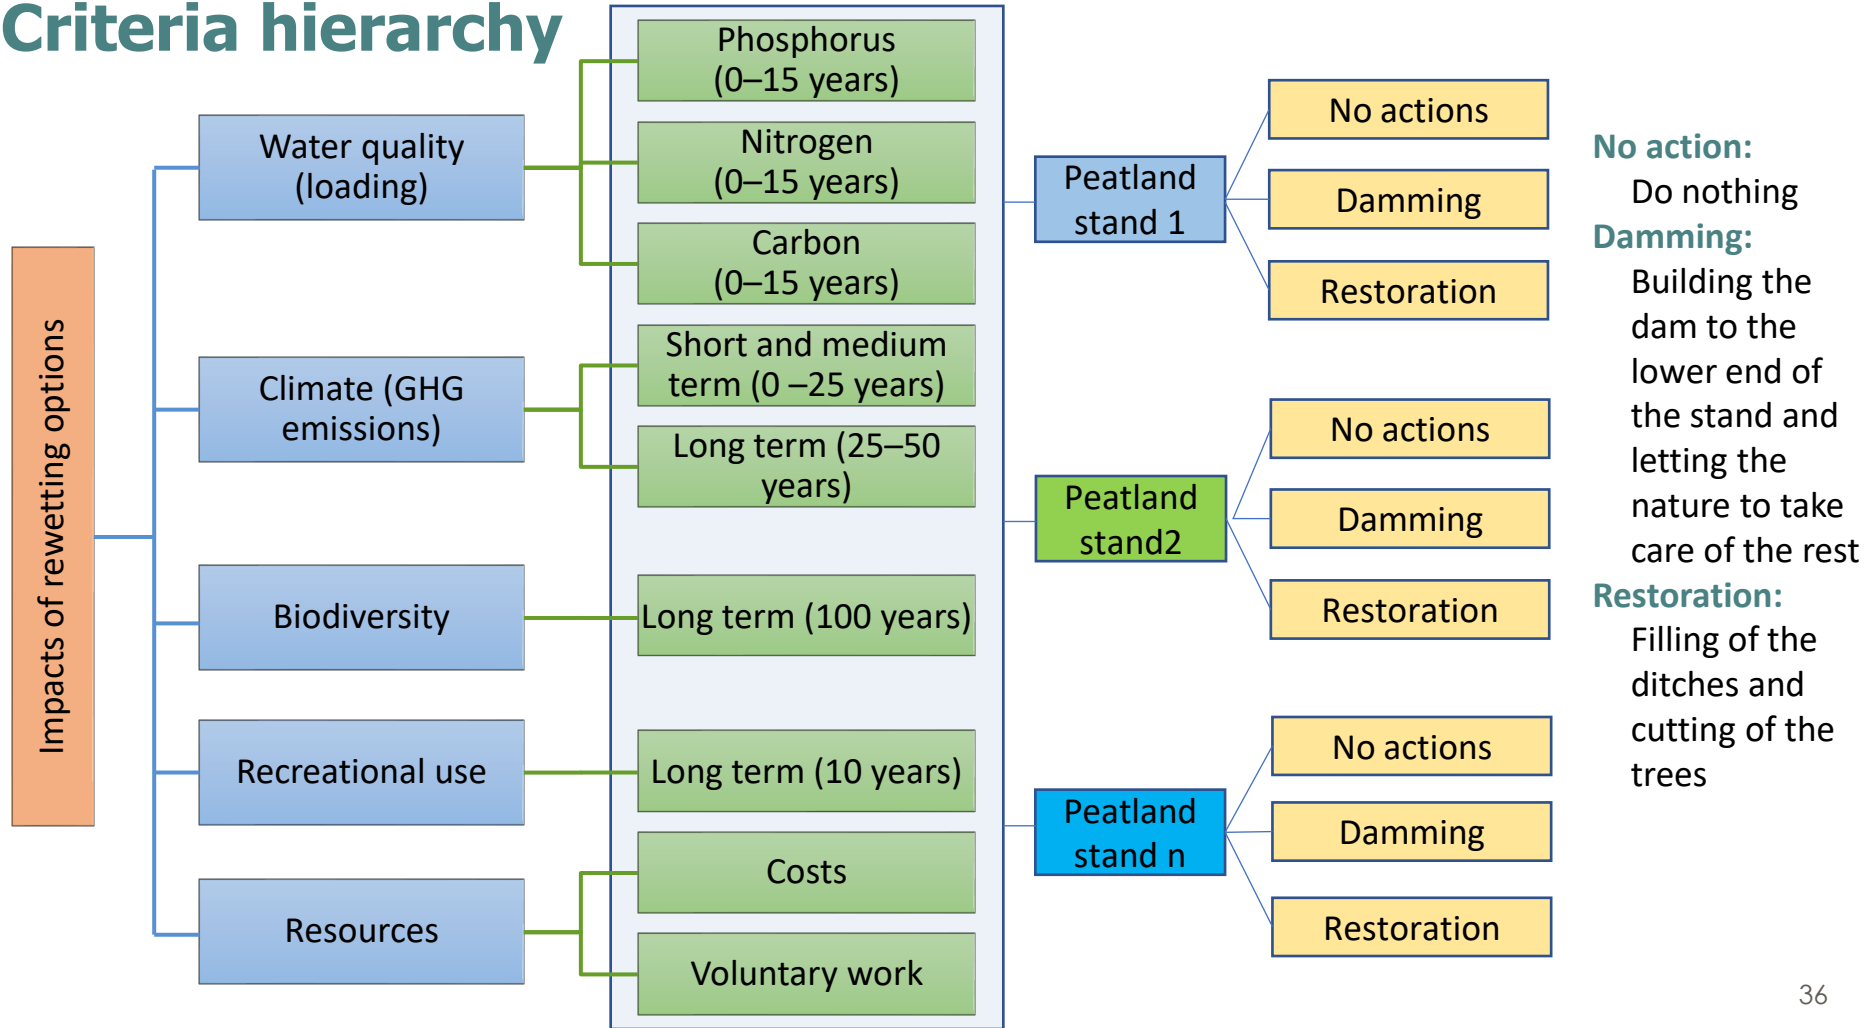 Criteria hierarchy
Impacts of rewetting options
Water quality
(loading)
Climate (GHG
emissions)
Biodiversity
Recreational use
Resources
Phosphorus
(0–15 years)
Nitrogen
(0–15 years)
Carbon
(0–15 years)
Short and medium
term (0 –25 years)
Long term (25–50
years)
Long term (100 years)
Long term (10 years)
Costs
Voluntary work
Peatland
stand 1
No actions
Damming
Restoration
Peatland
stand2
No actions
Damming
Restoration
Peatland
stand n
No actions
Damming
Restoration
No action:
Do nothing
Damming:
Building the
dam to the
lower end of
the stand and
letting the
nature to take
care of the rest
Restoration:
Filling of the
ditches and
cutting of the
trees
36